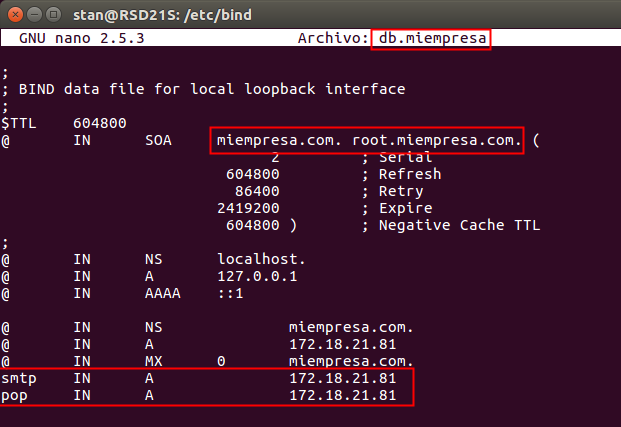 stan@RSD21S: /etc/bind
GNU nano 2.5.3 Archivo: db.miempresa
;
; BIND data file for local loopback interface
;
$TTL 604800
@ IN SOA miempresa.com. root.miempresa.com. (
2 ; Serial
604800 ; Refresh
86400 ; Retry
2419200 ; Expire
604800 ) ; Negative Cache TTL
;
@ IN NS localhost.
@ IN A 127.0.0.1
@ IN AAAA ::1
@ IN NS miempresa.com.
@ IN A 172.18.21.81
@ IN MX 0 miempresa.com.
smtp IN A 172.18.21.81
pop IN A 172.18.21.81